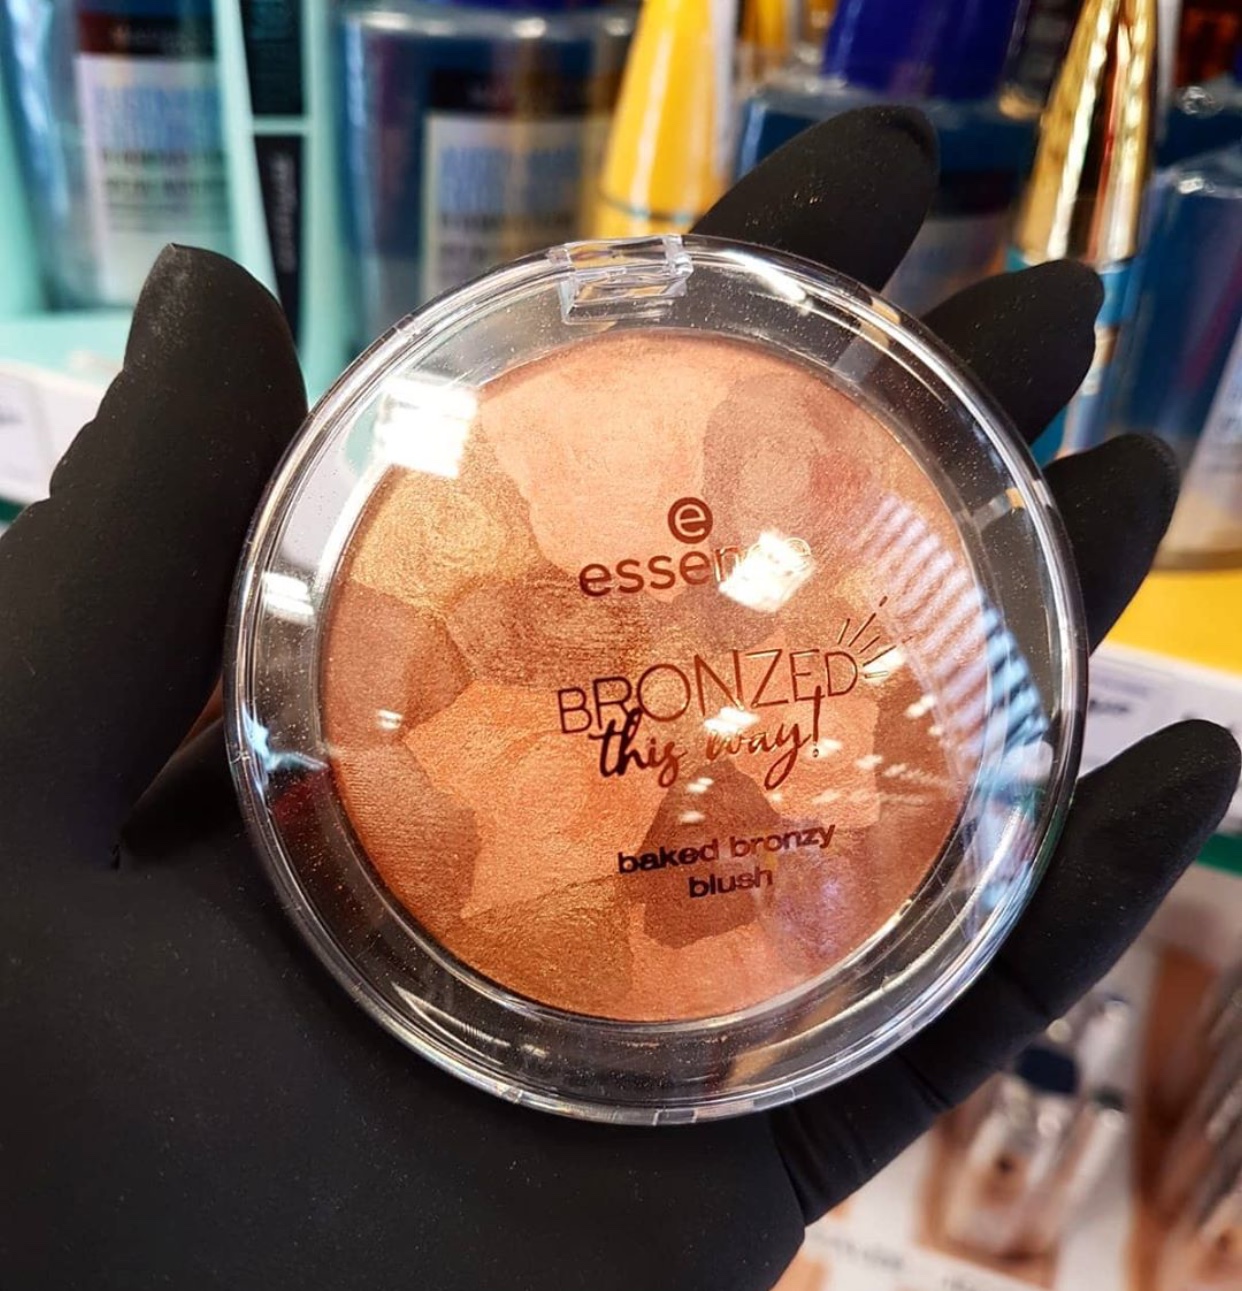 e
essence
BRONZED
this way!
baked bronzy
blush